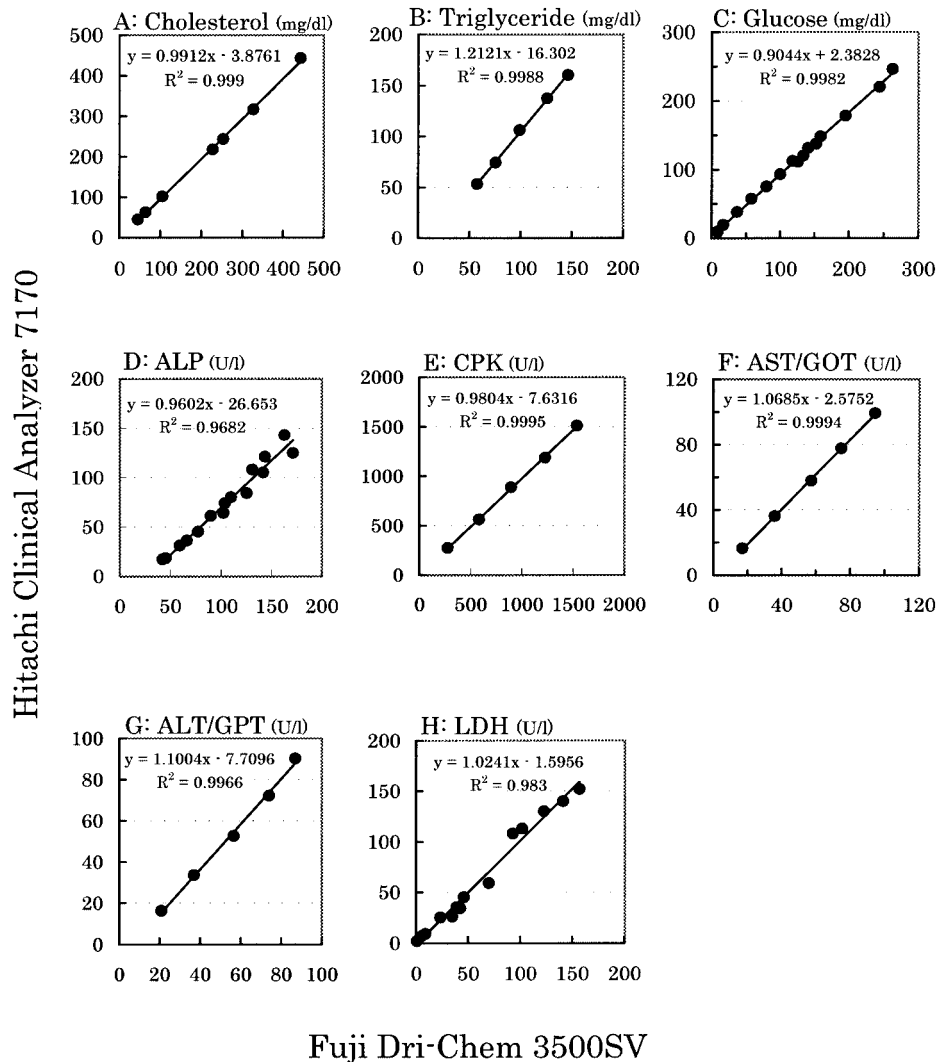 A: Cholesterol (mg/dl)
y = 0.9912x - 3.8761
R² = 0.999
500
400
300
200
100
0
0 100 200 300 400 500
B: Triglyceride (mg/dl)
y = 1.2121x - 16.302
R² = 0.9988
200
150
100
50
0
0 50 100 150 200
C: Glucose (mg/dl)
y = 0.9044x + 2.3828
R² = 0.9982
300
200
100
0
0 100 200 300
Hitachi Clinical Analyzer 7170
D: ALP (U/l)
y = 0.9602x - 26.653
R² = 0.9682
200
150
100
50
0
0 50 100 150 200
E: CPK (U/l)
y = 0.9804x - 7.6316
R² = 0.9995
2000
1500
1000
500
0
0 500 1000 1500 2000
F: AST/GOT (U/l)
y = 1.0685x - 2.5752
R² = 0.9994
120
80
40
0
0 40 80 120
G: ALT/GPT (U/l)
y = 1.1004x - 7.7096
R² = 0.9966
100
80
60
40
20
0
0 20 40 60 80 100
H: LDH (U/l)
y = 1.0241x - 1.5956
R² = 0.983
200
150
100
50
0
0 50 100 150 200
Fuji Dri-Chem 3500SV